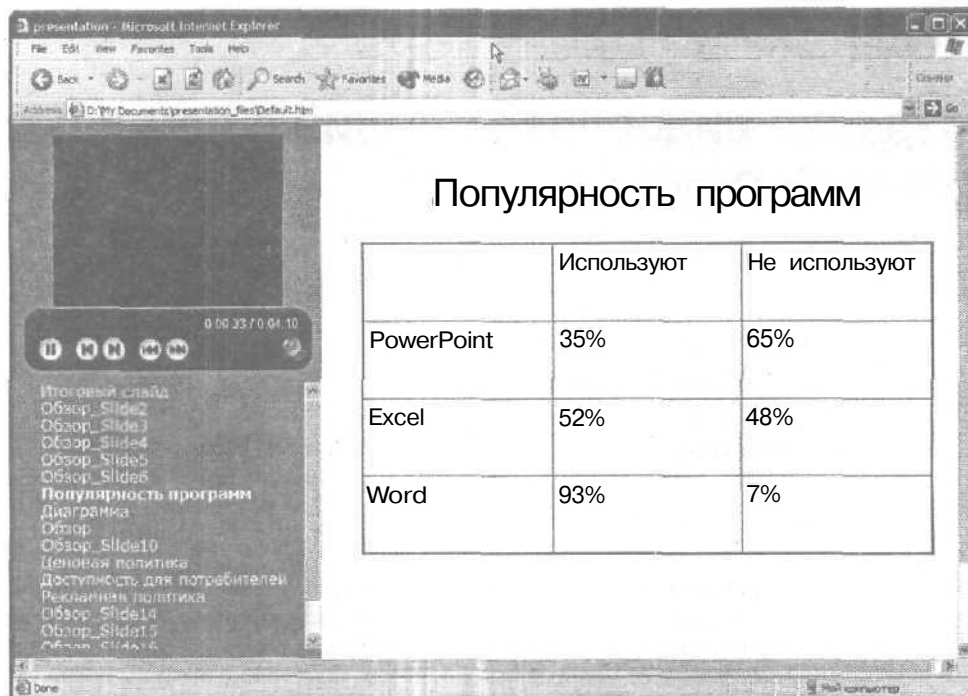 presentation - Microsoft Internet Explorer
File Edit View Favorites Tools Help
Back Search Favorites Media
Address D:\My Documents\presentation_files\Default.htm Go
0:00:33 / 0:04:10
Итоговый слайд
Обзор_Slide2
Обзор_Slide3
Обзор_Slide4
Обзор_Slide5
Обзор_Slide6
Популярность программ
Диаграмма
Обзор
Обзор_Slide10
Ценовая политика
Доступность для потребителей
Рекламная политика
Обзор_Slide14
Обзор_Slide15
Обзор_Slide16
Популярность программ
Используют Не используют
PowerPoint 35% 65%
Excel 52% 48%
Word 93% 7%
Done Мой компьютер